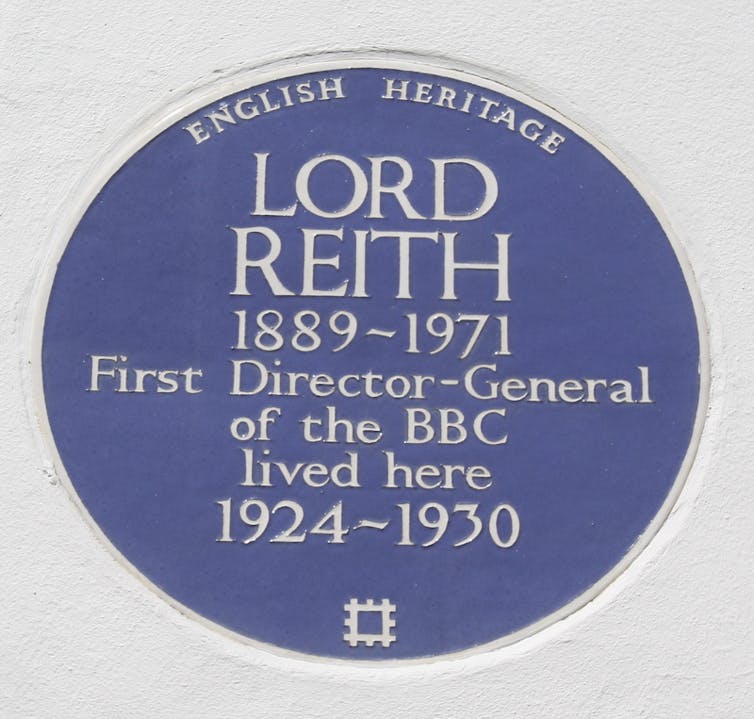 ENGLISH HERITAGE
LORD
REITH
1889~1971
First Director-General
of the BBC
lived here
1924~1930